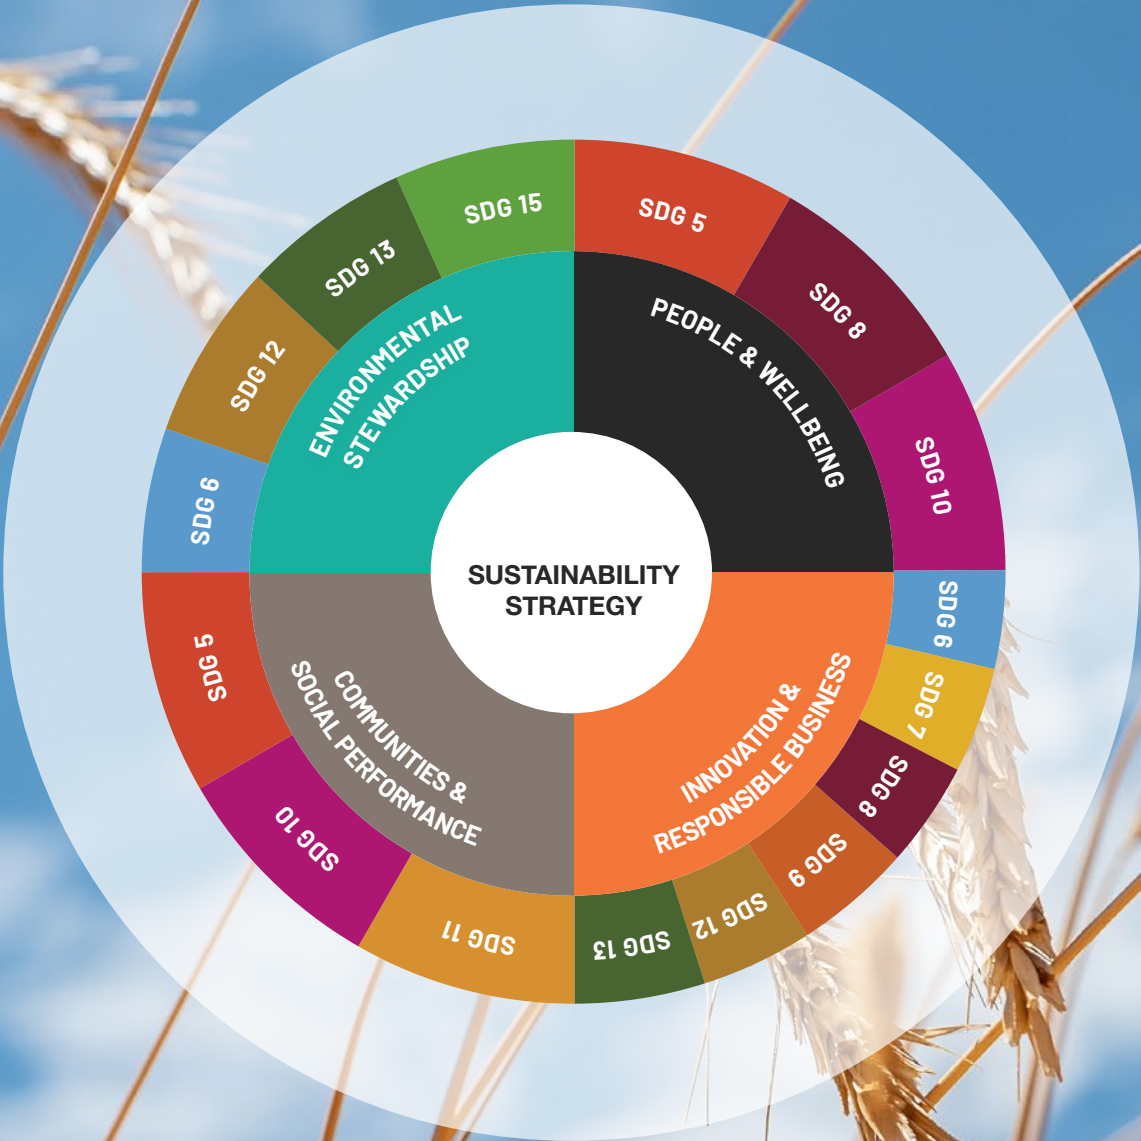 SUSTAINABILITY
STRATEGY
PEOPLE & WELLBEING
SDG 5
SDG 8
SDG 10
INNOVATION &
RESPONSIBLE BUSINESS
SDG 6
SDG 7
SDG 8
SDG 9
SDG 12
SDG 13
COMMUNITIES &
SOCIAL PERFORMANCE
SDG 11
SDG 10
SDG 5
ENVIRONMENTAL
STEWARDSHIP
SDG 6
SDG 12
SDG 13
SDG 15